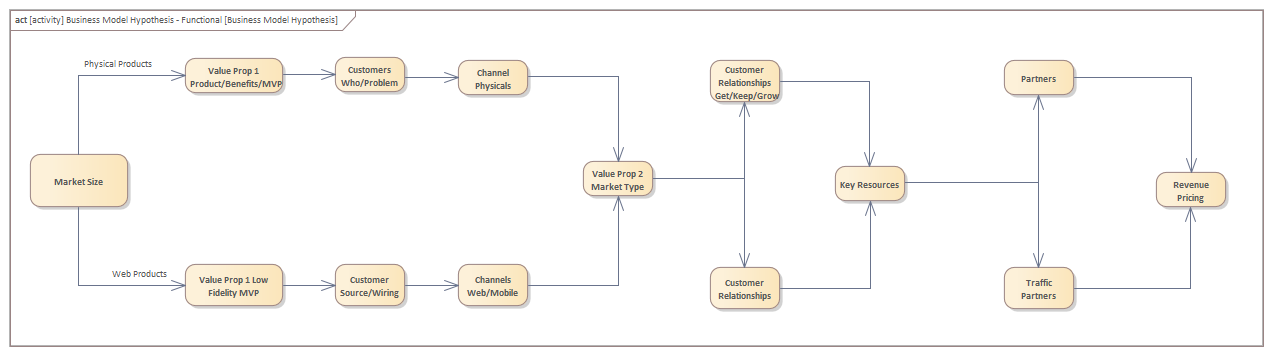 act [activity] Business Model Hypothesis - Functional [Business Model Hypothesis]
Physical Products
Value Prop 1
Product/Benefits/MVP
Customers
Who/Problem
Channel
Physicals
Customer
Relationships
Get/Keep/Grow
Partners
Market Size
Value Prop 2
Market Type
Key Resources
Revenue
Pricing
Web Products
Value Prop 1 Low
Fidelity MVP
Customer
Source/Wiring
Channels
Web/Mobile
Customer
Relationships
Traffic
Partners